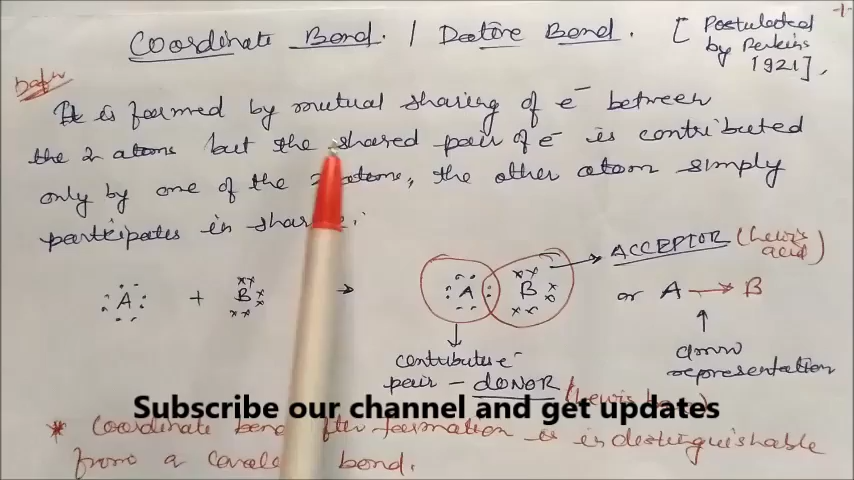 Coordinate Bond. / Dative Bond. [Postulated by Perkins 1921],
Defn
It is formed by mutual sharing of e⁻ between
the 2 atoms but the shared pair of e⁻ is contributed
only by one of the 2 atoms, the other atom simply
participates in
A + B → A : B
ACCEPTOR (Lewis acid)
or A → B
arrow representation
contributes e⁻
pair – DONOR (Lewis
Subscribe our channel and get updates
* Coordinate bond after formation is indistinguishable
from a bond.